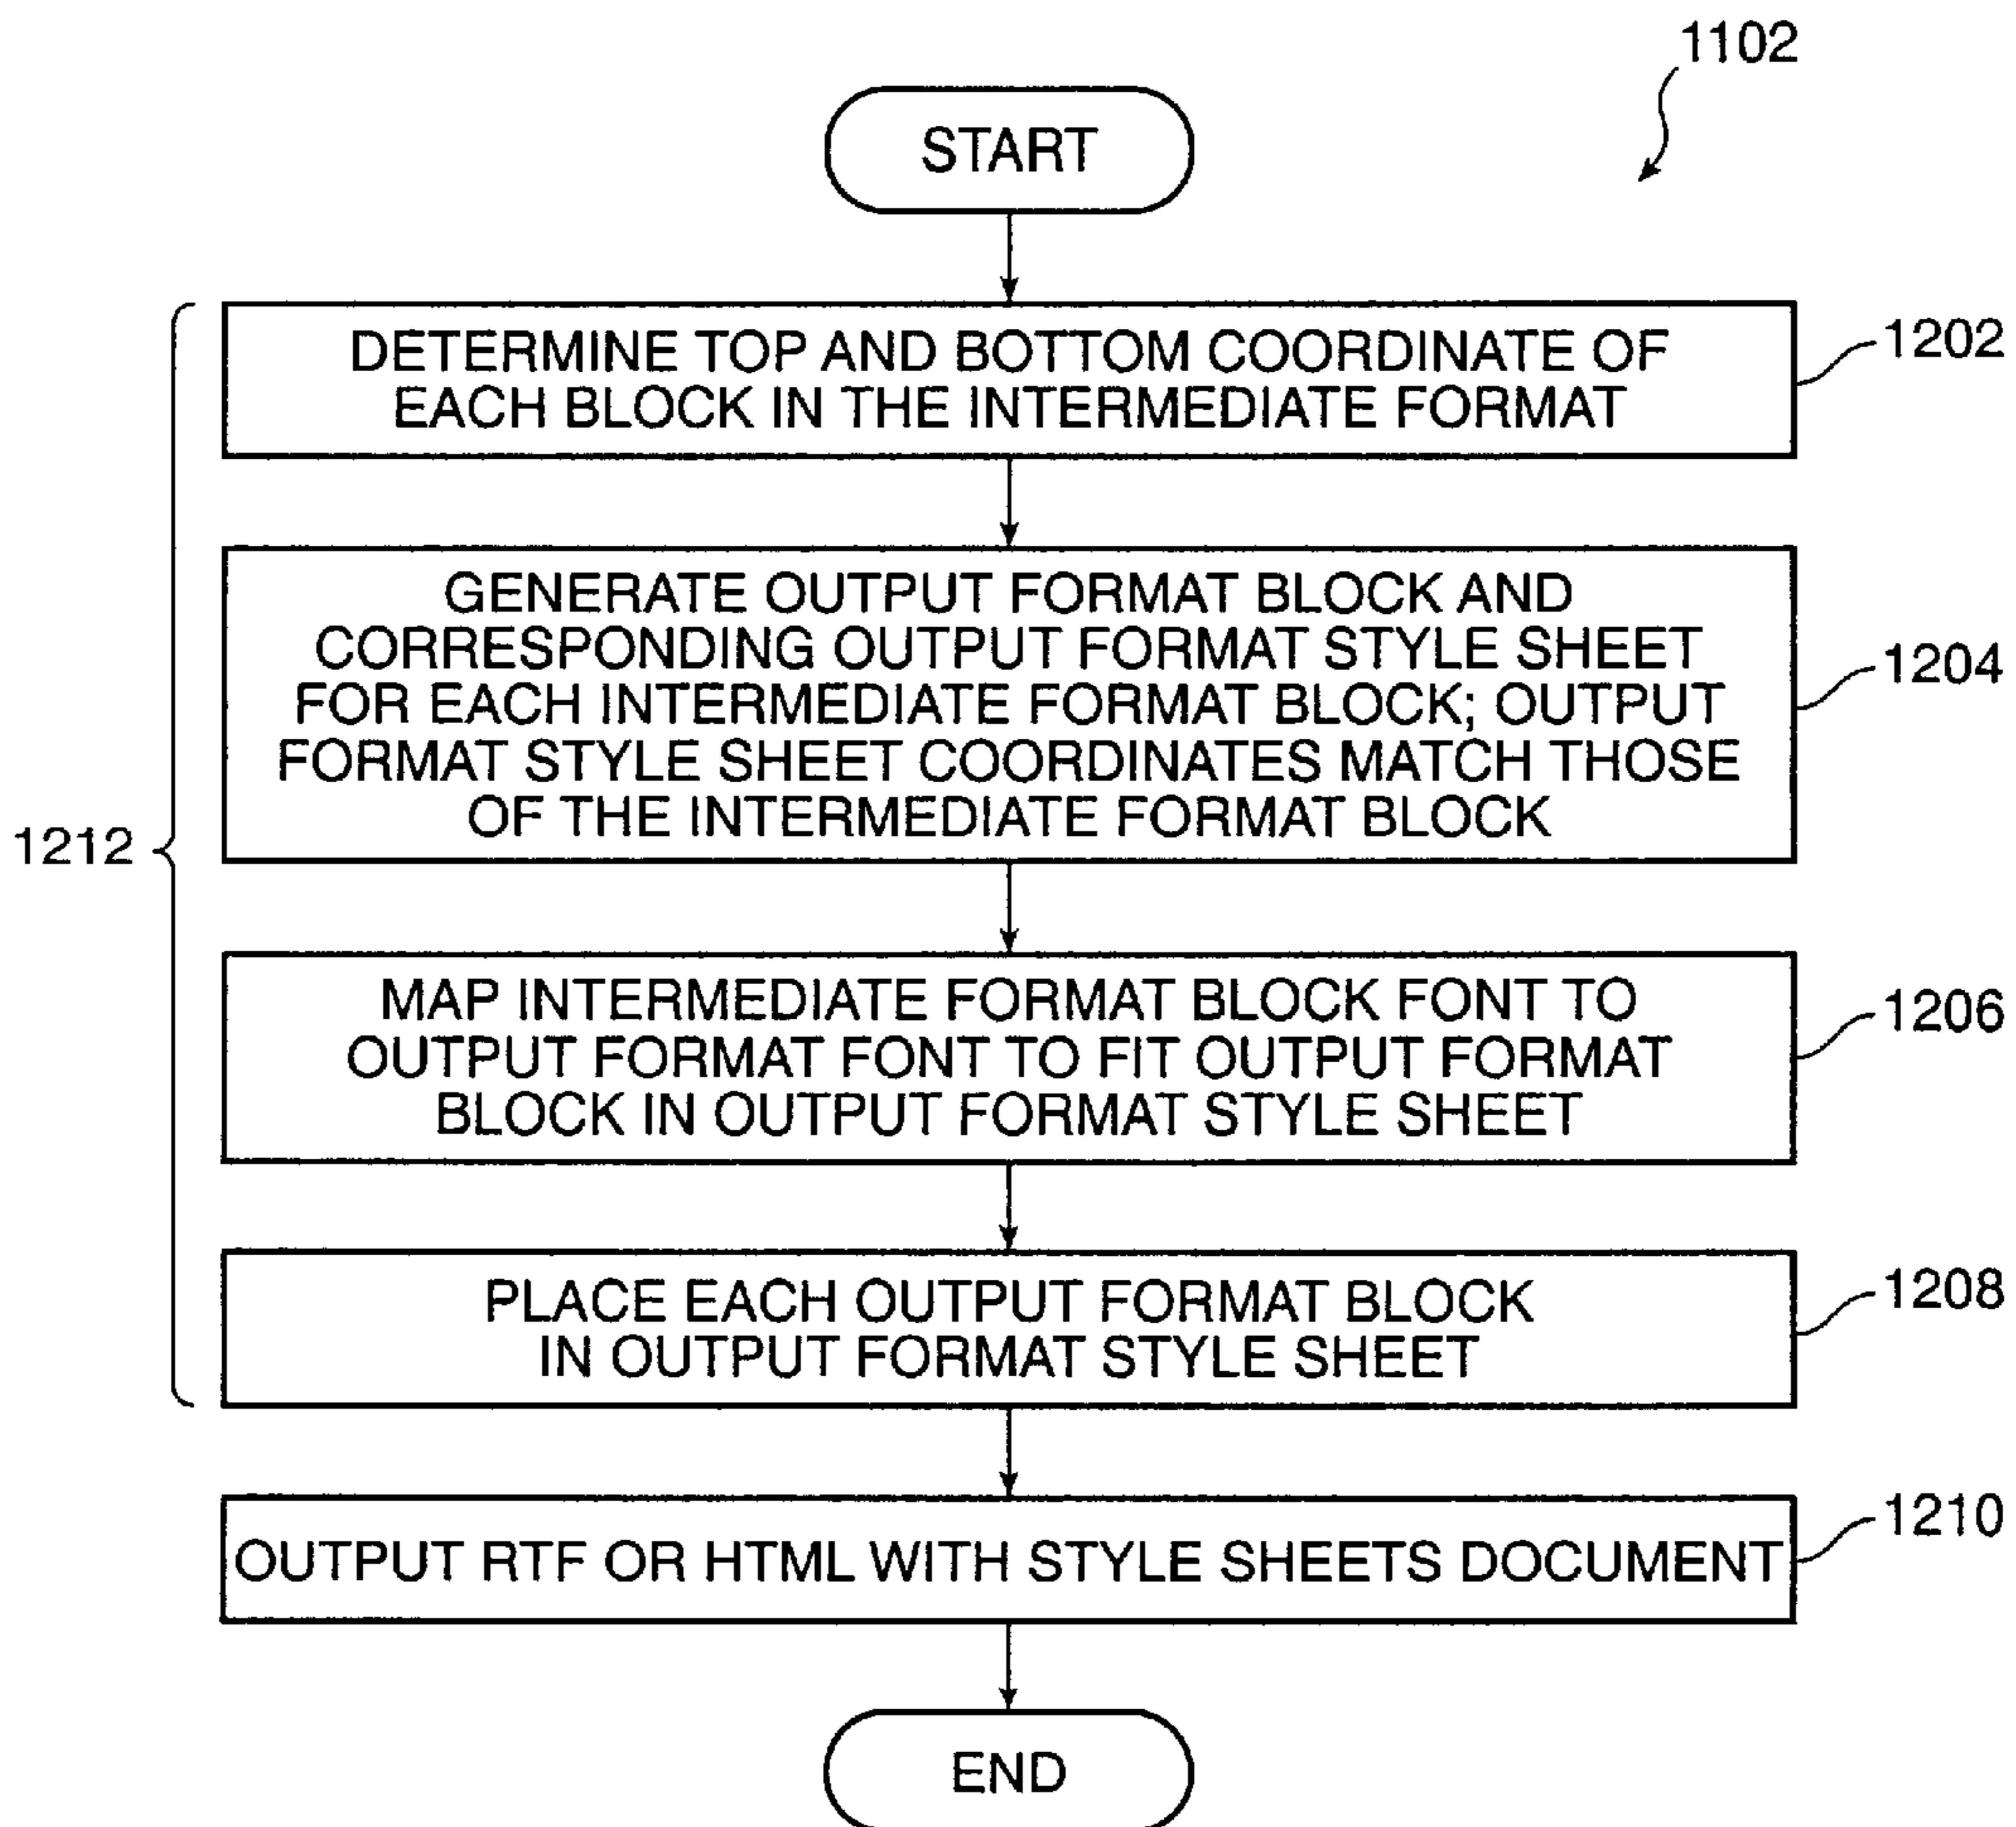 1102
START
DETERMINE TOP AND BOTTOM COORDINATE OF
EACH BLOCK IN THE INTERMEDIATE FORMAT
1202
GENERATE OUTPUT FORMAT BLOCK AND
CORRESPONDING OUTPUT FORMAT STYLE SHEET
FOR EACH INTERMEDIATE FORMAT BLOCK; OUTPUT
FORMAT STYLE SHEET COORDINATES MATCH THOSE
OF THE INTERMEDIATE FORMAT BLOCK
1204
1212
MAP INTERMEDIATE FORMAT BLOCK FONT TO
OUTPUT FORMAT FONT TO FIT OUTPUT FORMAT
BLOCK IN OUTPUT FORMAT STYLE SHEET
1206
PLACE EACH OUTPUT FORMAT BLOCK
IN OUTPUT FORMAT STYLE SHEET
1208
OUTPUT RTF OR HTML WITH STYLE SHEETS DOCUMENT
1210
END